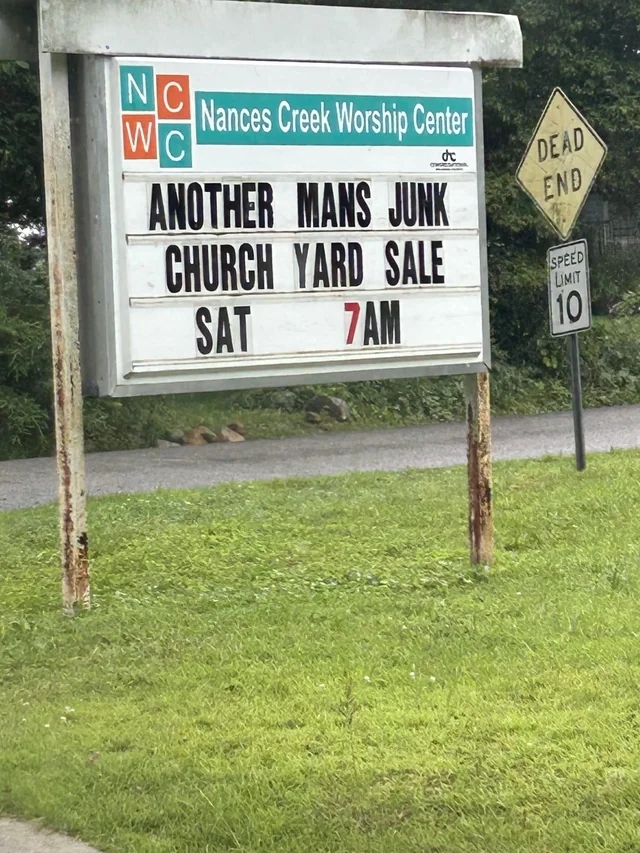 N C
W C
Nances Creek Worship Center
ANOTHER MANS JUNK
CHURCH YARD SALE
SAT 7AM
DEAD
END
SPEED
LIMIT
10